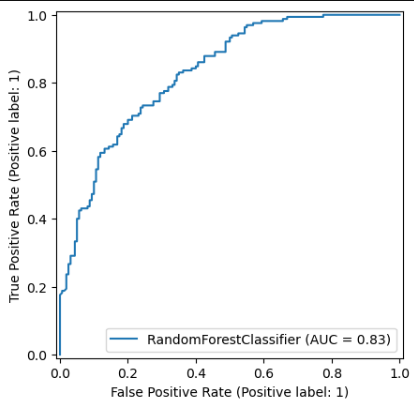 1.0
0.8
0.6
0.4
0.2
0.0
True Positive Rate (Positive label: 1)
RandomForestClassifier (AUC = 0.83)
0.0 0.2 0.4 0.6 0.8 1.0
False Positive Rate (Positive label: 1)